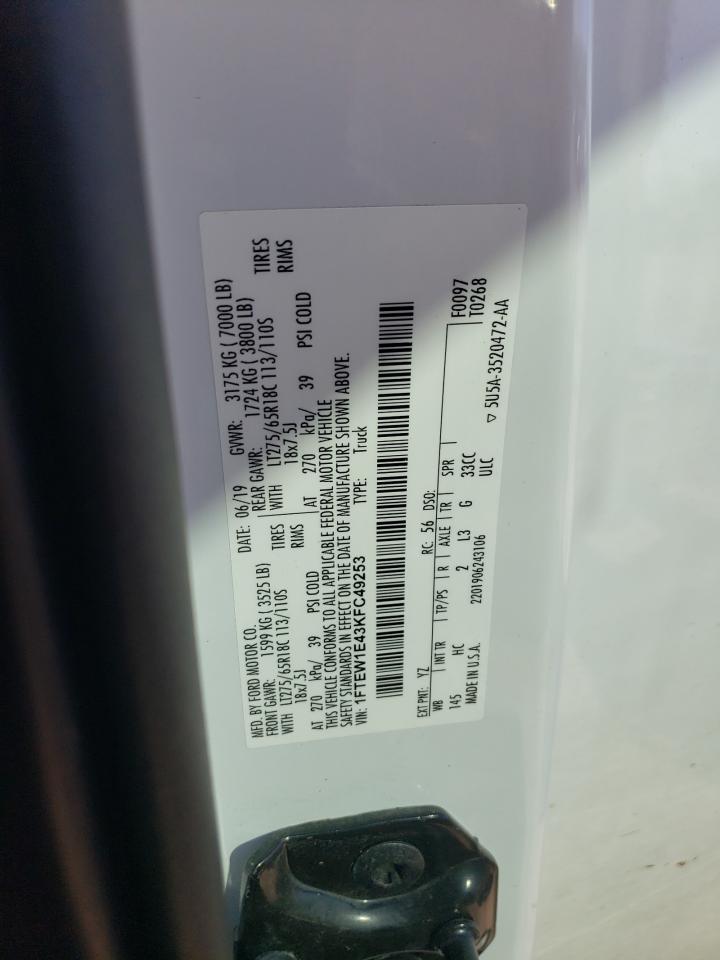 MFD. BY FORD MOTOR CO.
DATE: 06/19 GVWR: 3175 KG ( 7000 LB)
FRONT GAWR: 1599 KG ( 3525 LB) REAR GAWR: 1724 KG ( 3800 LB)
WITH LT275/65R18C 113/110S TIRES WITH LT275/65R18C 113/110S TIRES
18x7.5J RIMS 18x7.5J RIMS
AT 270 kPa/ 39 PSI COLD AT 270 kPa/ 39 PSI COLD
THIS VEHICLE CONFORMS TO ALL APPLICABLE FEDERAL MOTOR VEHICLE
SAFETY STANDARDS IN EFFECT ON THE DATE OF MANUFACTURE SHOWN ABOVE.
VIN: 1FTEW1E43KFC49253 TYPE: Truck
EXT PNT: YZ RC: 56 DSO:
WB INT TR TP/PS R AXLE TR SPR F0097
145 HC 2 L3 G 33CC T0268
MADE IN U.S.A. 2201906243106 ULC ▽ 5U5A-3520472-AA